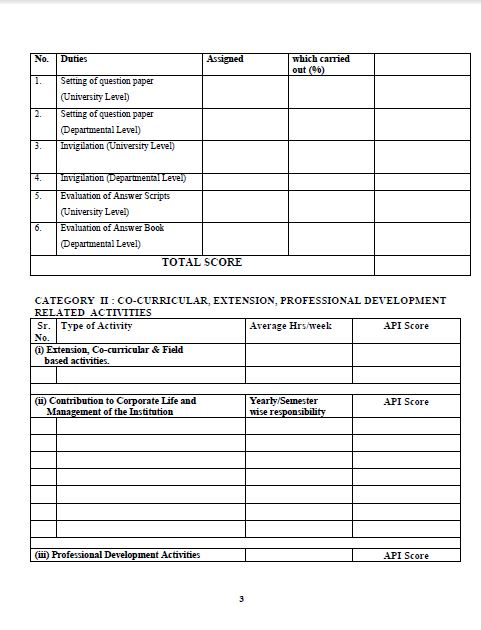 No. Duties Assigned which carried
out (%)
1. Setting of question paper
(University Level)
2. Setting of question paper
(Departmental Level)
3. Invigilation (University Level)
4. Invigilation (Departmental Level)
5. Evaluation of Answer Scripts
(University Level)
6. Evaluation of Answer Book
(Departmental Level)
TOTAL SCORE
CATEGORY II : CO-CURRICULAR, EXTENSION, PROFESSIONAL DEVELOPMENT
RELATED ACTIVITIES
Sr. Type of Activity Average Hrs/week API Score
No.
(i) Extension, Co-curricular & Field
based activities.
(ii) Contribution to Corporate Life and Yearly/Semester API Score
Management of the Institution wise responsibility
(iii) Professional Development Activities API Score
3